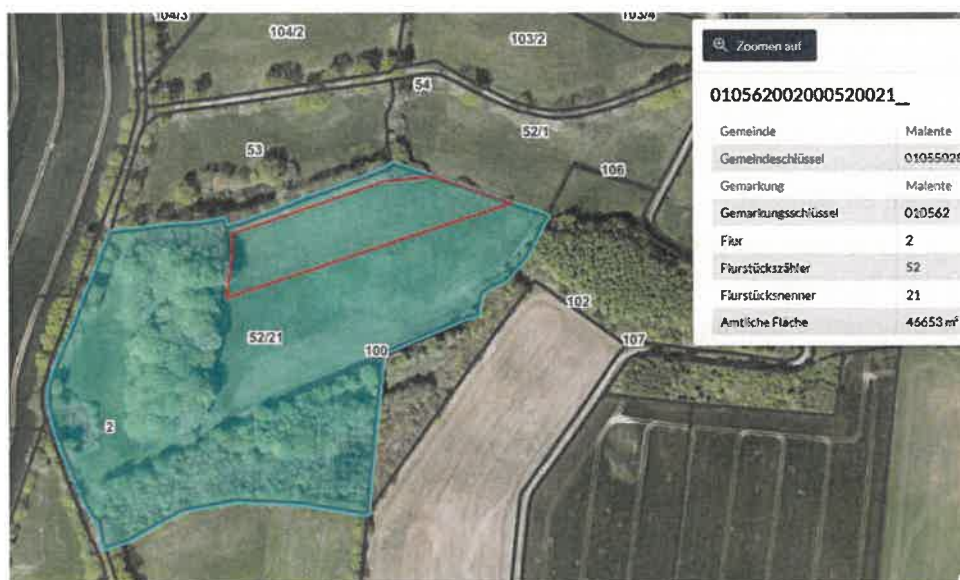 104/3
104/2
103/4
103/2
54
52/1
53
106
102
52/21
100
107
2
Zoomen auf
010562002000520021__
Gemeinde Malente
Gemeindeschlüssel 01055028
Gemarkung Malente
Gemarkungsschlüssel 010562
Flur 2
Flurstückszähler 52
Flurstücksnenner 21
Amtliche Fläche 46653 m²